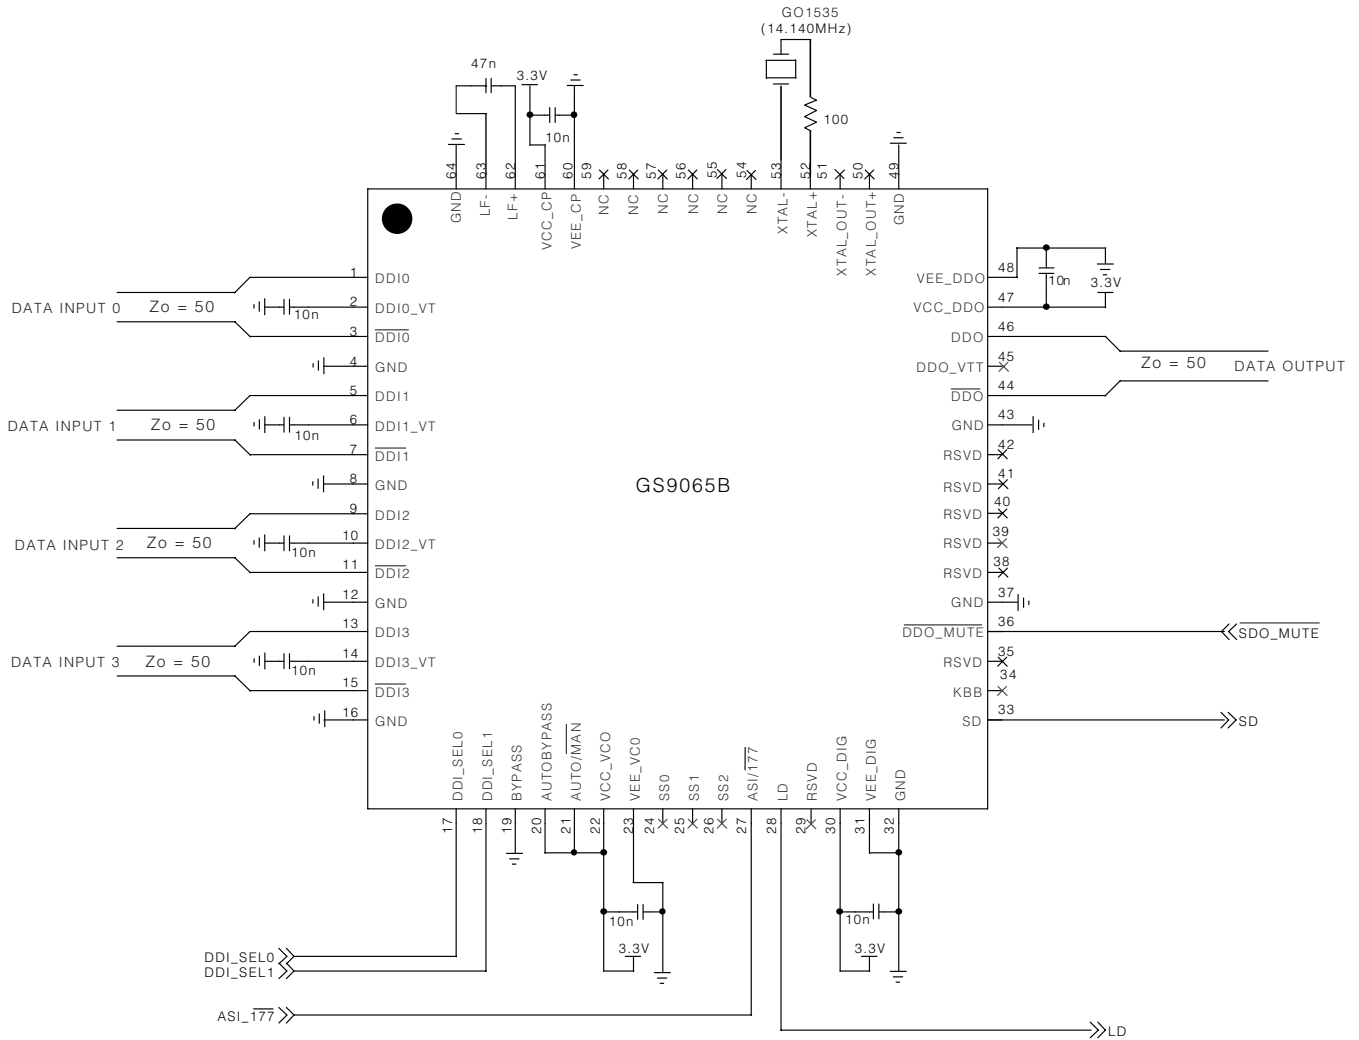 GO1535
(14.140MHz)
47n
3.3V
10n
100
64
63
62
61
60
59
58
57
56
55
54
53
52
51
50
49
GND
LF-
LF+
VCC_CP
VEE_CP
NC
NC
NC
NC
NC
NC
XTAL-
XTAL+
XTAL_OUT-
XTAL_OUT+
GND
DATA INPUT 0 Zo = 50
1 DDI0
10n 2 DDI0_VT
3 DDI0
4 GND
DATA INPUT 1 Zo = 50
5 DDI1
10n 6 DDI1_VT
7 DDI1
8 GND
DATA INPUT 2 Zo = 50
9 DDI2
10n 10 DDI2_VT
11 DDI2
12 GND
DATA INPUT 3 Zo = 50
13 DDI3
10n 14 DDI3_VT
15 DDI3
16 GND
GS9065B
VEE_DDO 48
10n 3.3V
VCC_DDO 47
DDO 46
DDO_VTT 45
DDO 44
Zo = 50 DATA OUTPUT
GND 43
RSVD 42
RSVD 41
RSVD 40
RSVD 39
RSVD 38
GND 37
DDO_MUTE 36 SDO_MUTE
RSVD 35
KBB 34
SD 33 SD
DDI_SEL0
DDI_SEL1
BYPASS
AUTOBYPASS
AUTO/MAN
VCC_VCO
VEE_VC0
SS0
SS1
SS2
ASI/177
LD
RSVD
VCC_DIG
VEE_DIG
GND
17
18
19
20
21
22
23
24
25
26
27
28
29
30
31
32
10n
3.3V
10n
3.3V
DDI_SEL0
DDI_SEL1
ASI_177
LD